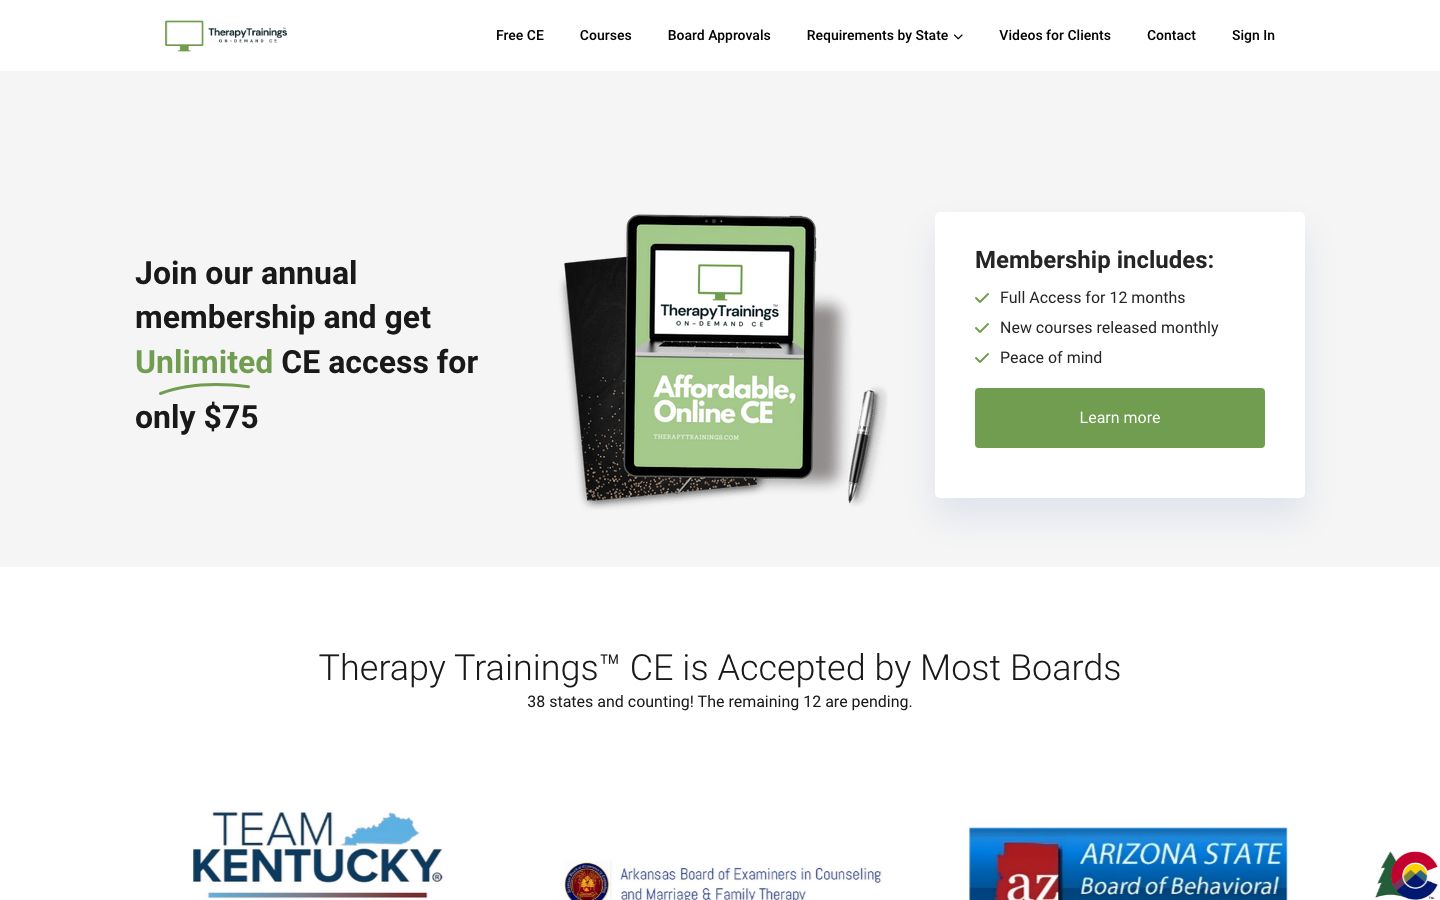 TherapyTrainings
ON-DEMAND CE
Free CE
Courses
Board Approvals
Requirements by State
Videos for Clients
Contact
Sign In
Join our annual
membership and get
Unlimited CE access for
only $75
TherapyTrainings™
ON-DEMAND CE
Affordable,
Online CE
THERAPYTRAININGS.COM
Membership includes:
Full Access for 12 months
New courses released monthly
Peace of mind
Learn more
Therapy Trainings™ CE is Accepted by Most Boards
38 states and counting! The remaining 12 are pending.
TEAM
KENTUCKY®
Arkansas Board of Examiners in Counseling
and Marriage & Family Therapy
az
ARIZONA STATE
Board of Behavioral